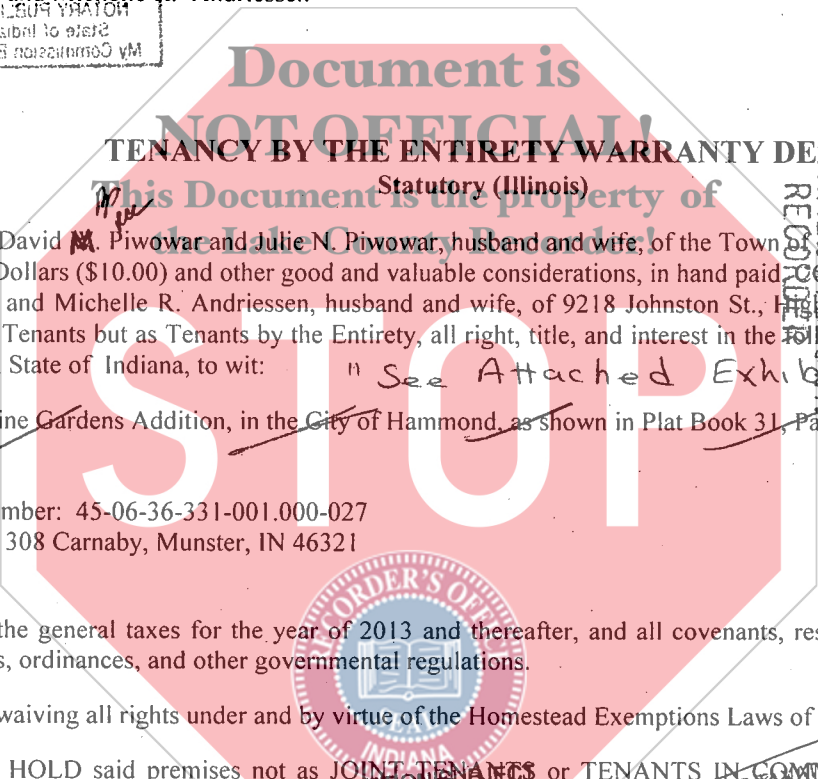 NOTARY PUBL
State of Indi
My Commission E
Document is
NOT OFFICIAL!
TENANCY BY THE ENTIRETY WARRANTY DE
Statutory (Illinois)
This Document is the property of
the Lake County Recorder!
David M. Piwowar and Julie N. Piwowar, husband and wife, of the Town of
Dollars ($10.00) and other good and valuable considerations, in hand paid,
and Michelle R. Andriessen, husband and wife, of 9218 Johnston St.,
Tenants but as Tenants by the Entirety, all right, title, and interest in the foll
State of Indiana, to wit: " See Attached Exhib
ine Gardens Addition, in the City of Hammond, as shown in Plat Book 31, Pa
mber: 45-06-36-331-001.000-027
308 Carnaby, Munster, IN 46321
STOP
the general taxes for the year of 2013 and thereafter, and all covenants, res
s, ordinances, and other governmental regulations.
waiving all rights under and by virtue of the Homestead Exemptions Laws of
HOLD said premises not as JOINT TENANTS or TENANTS IN COMM
RECORDER'S OFFICE
SEAL
INDIANA